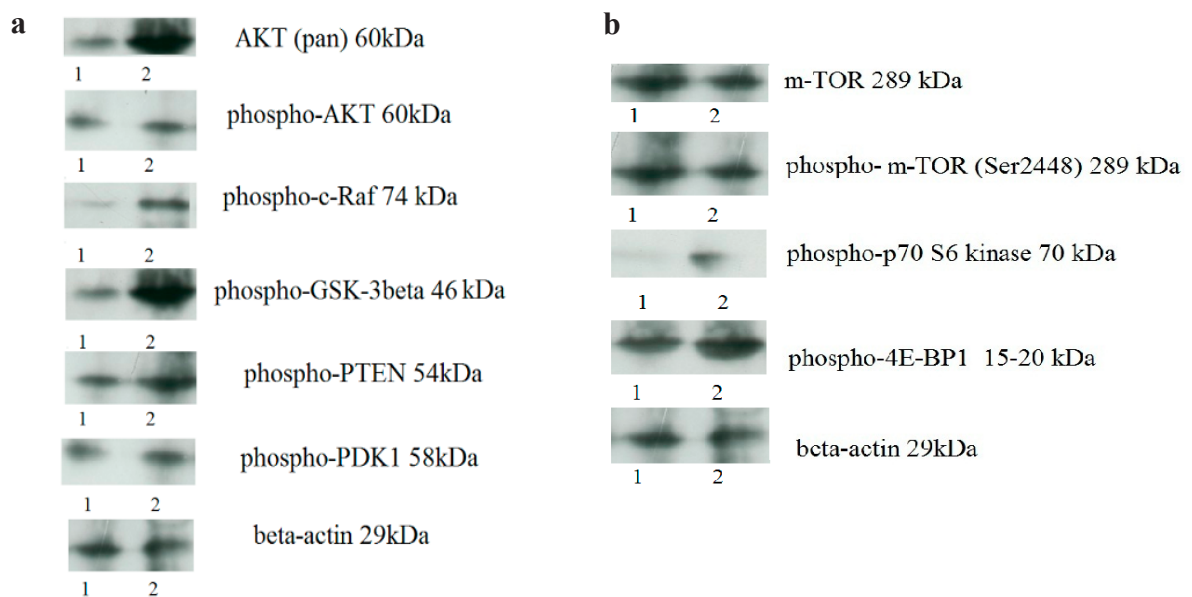 a
AKT (pan) 60kDa
1 2
phospho-AKT 60kDa
1 2
phospho-c-Raf 74 kDa
1 2
phospho-GSK-3beta 46 kDa
1 2
phospho-PTEN 54kDa
1 2
phospho-PDK1 58kDa
1 2
beta-actin 29kDa
1 2
b
m-TOR 289 kDa
1 2
phospho- m-TOR (Ser2448) 289 kDa
1 2
phospho-p70 S6 kinase 70 kDa
1 2
phospho-4E-BP1 15-20 kDa
1 2
beta-actin 29kDa
1 2